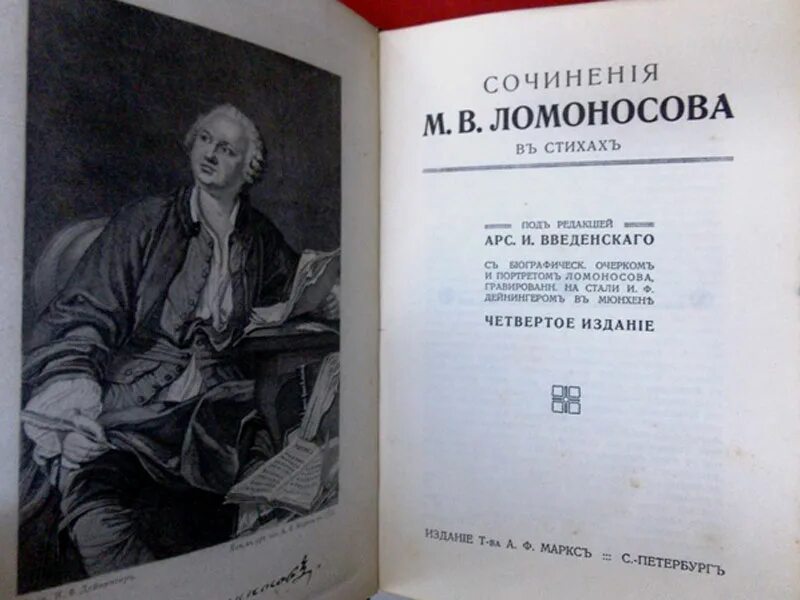 И. Ф. Дейнингеръ.
СОЧИНЕНІЯ
М. В. ЛОМОНОСОВА
ВЪ СТИХАХЪ
ПОДЪ РЕДАКЦІЕЙ
АРС. И. ВВЕДЕНСКАГО
СЪ БІОГРАФИЧЕСК. ОЧЕРКОМЪ
И ПОРТРЕТОМЪ ЛОМОНОСОВА,
ГРАВИРОВАНН. НА СТАЛИ И. Ф.
ДЕЙНИНГЕРОМЪ ВЪ МЮНХЕНѢ
ЧЕТВЕРТОЕ ИЗДАНІЕ
ИЗДАНІЕ Т-ва А. Ф. МАРКСЪ ::: С.-ПЕТЕРБУРГЪ